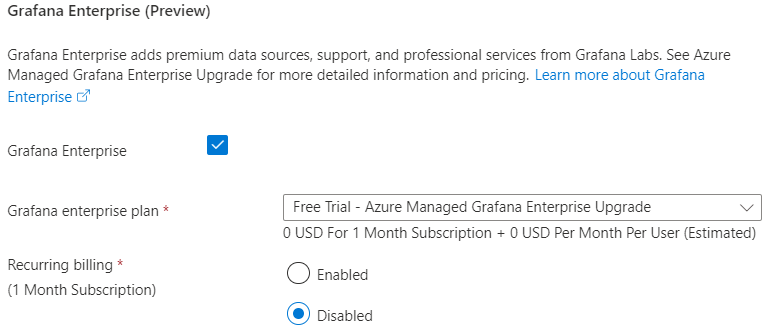 Grafana Enterprise (Preview)
Grafana Enterprise adds premium data sources, support, and professional services from Grafana Labs. See Azure
Managed Grafana Enterprise Upgrade for more detailed information and pricing. Learn more about Grafana
Enterprise
Grafana Enterprise
Grafana enterprise plan *
Free Trial - Azure Managed Grafana Enterprise Upgrade
0 USD For 1 Month Subscription + 0 USD Per Month Per User (Estimated)
Recurring billing *
(1 Month Subscription)
Enabled
Disabled